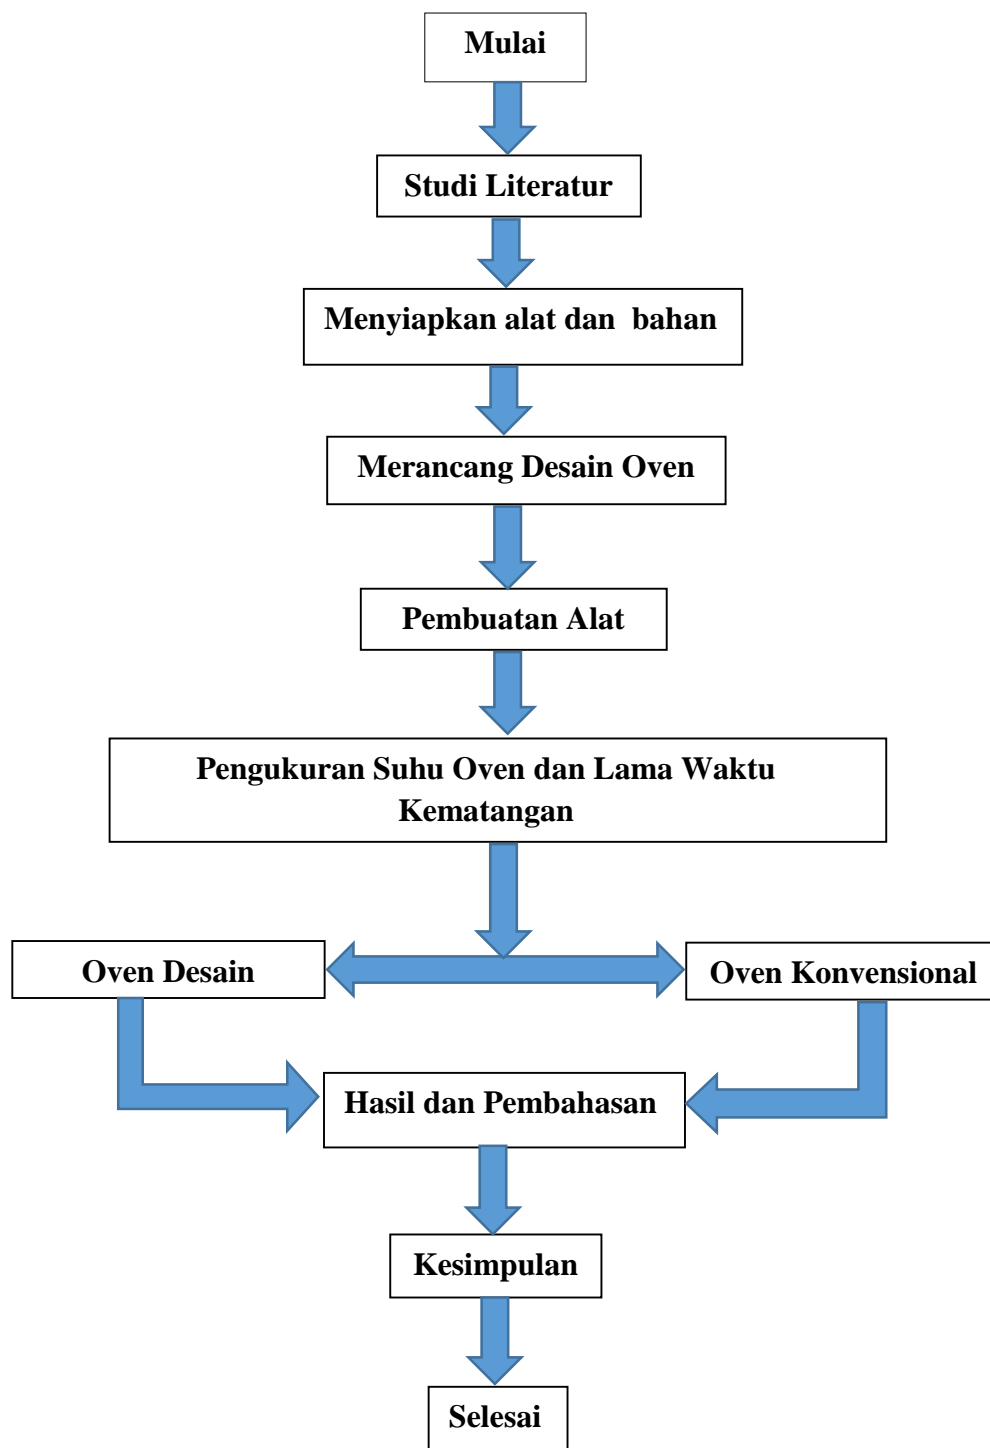 Mulai
Studi Literatur
Menyiapkan alat dan  bahan
Merancang Desain Oven
Pembuatan Alat
Pengukuran Suhu Oven dan Lama Waktu
Kematangan
Oven Desain
Oven Konvensional
Hasil dan Pembahasan
Kesimpulan
Selesai